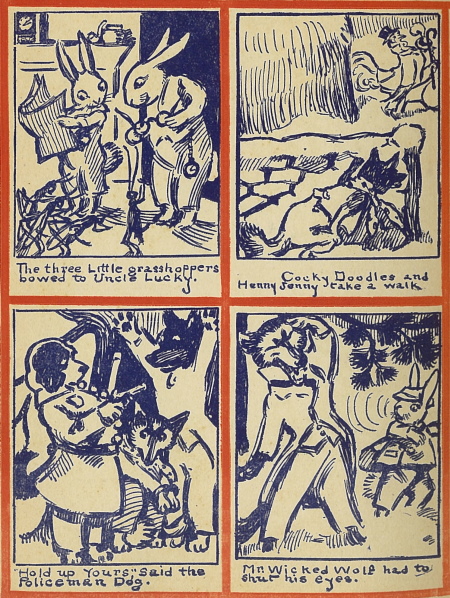 The three Little grasshoppers
bowed to Uncle Lucky.
Cocky Doodles and
Henny Jenny take a walk
"Hold up Yours," Said the
Policeman Dog.
Mr. Wicked Wolf had to
shut his eyes.